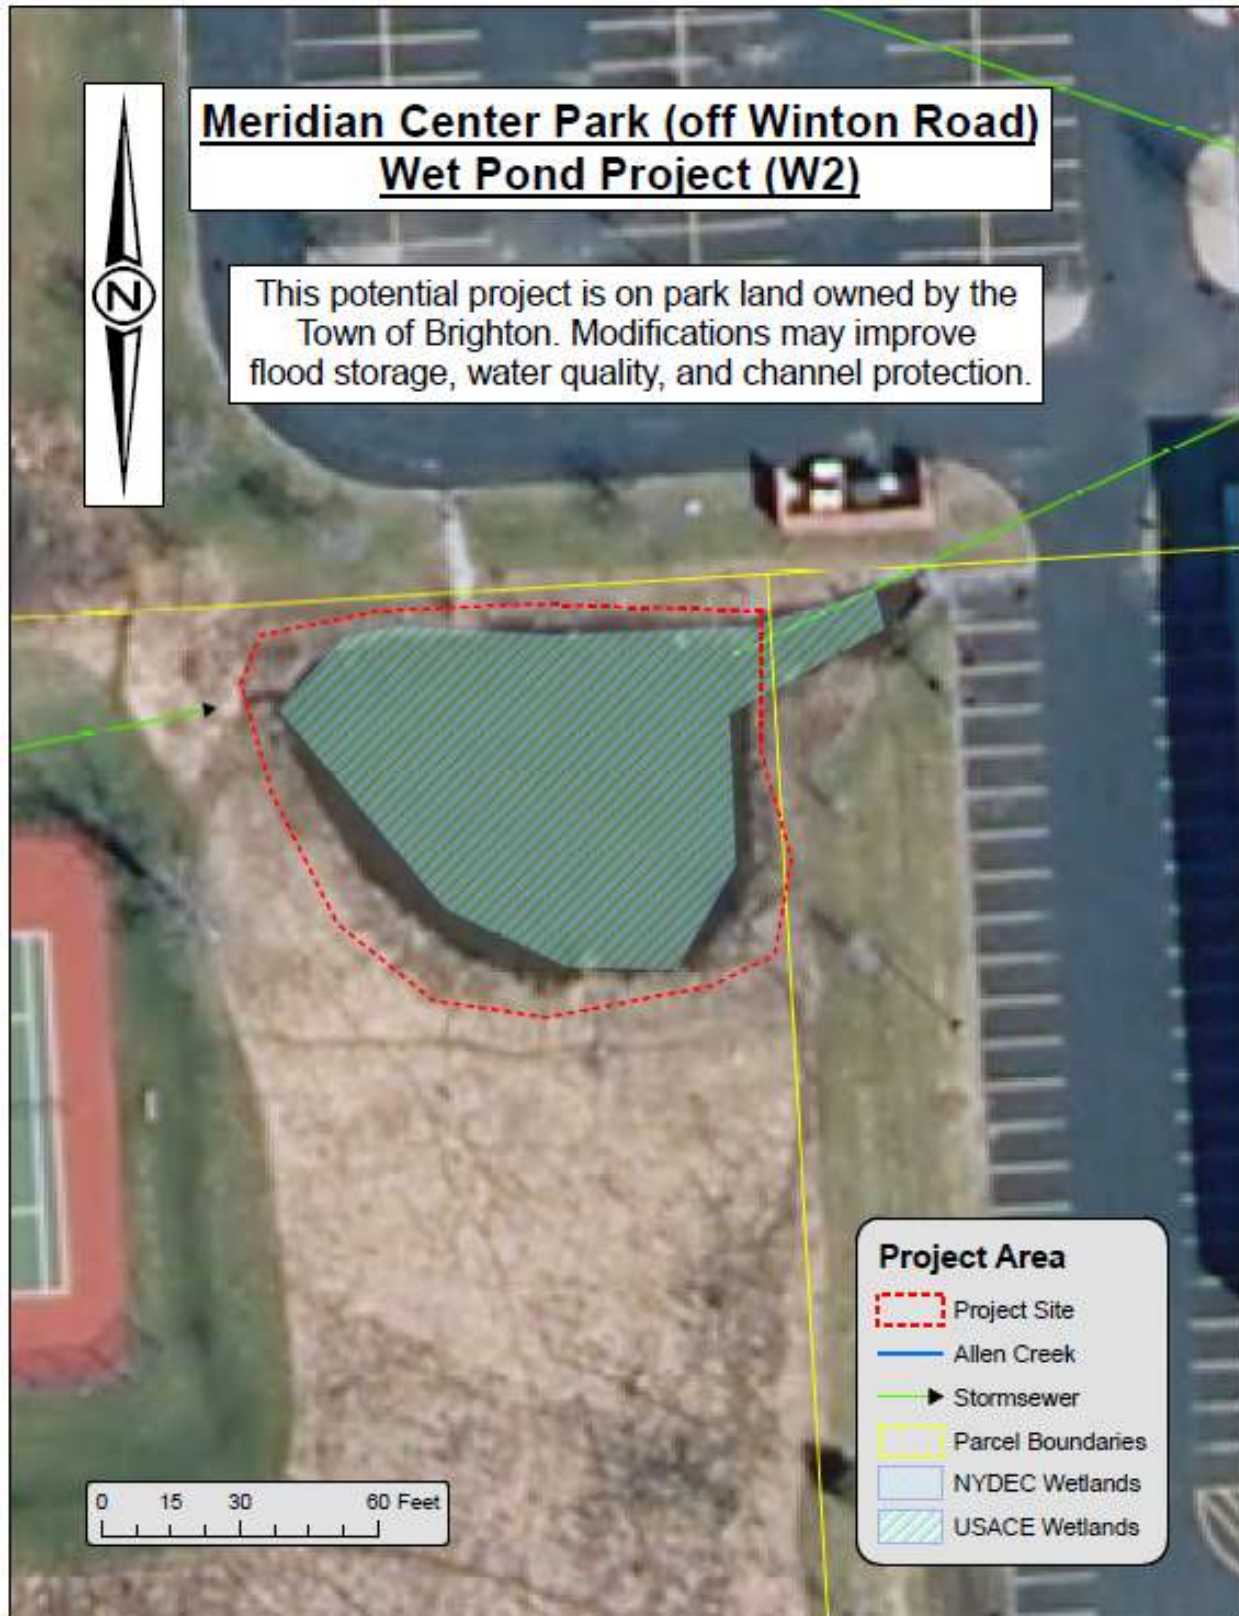 Meridian Center Park (off Winton Road)
Wet Pond Project (W2)
N
This potential project is on park land owned by the
Town of Brighton. Modifications may improve
flood storage, water quality, and channel protection.
Project Area
Project Site
Allen Creek
Stormsewer
Parcel Boundaries
NYDEC Wetlands
USACE Wetlands
0 15 30 60 Feet